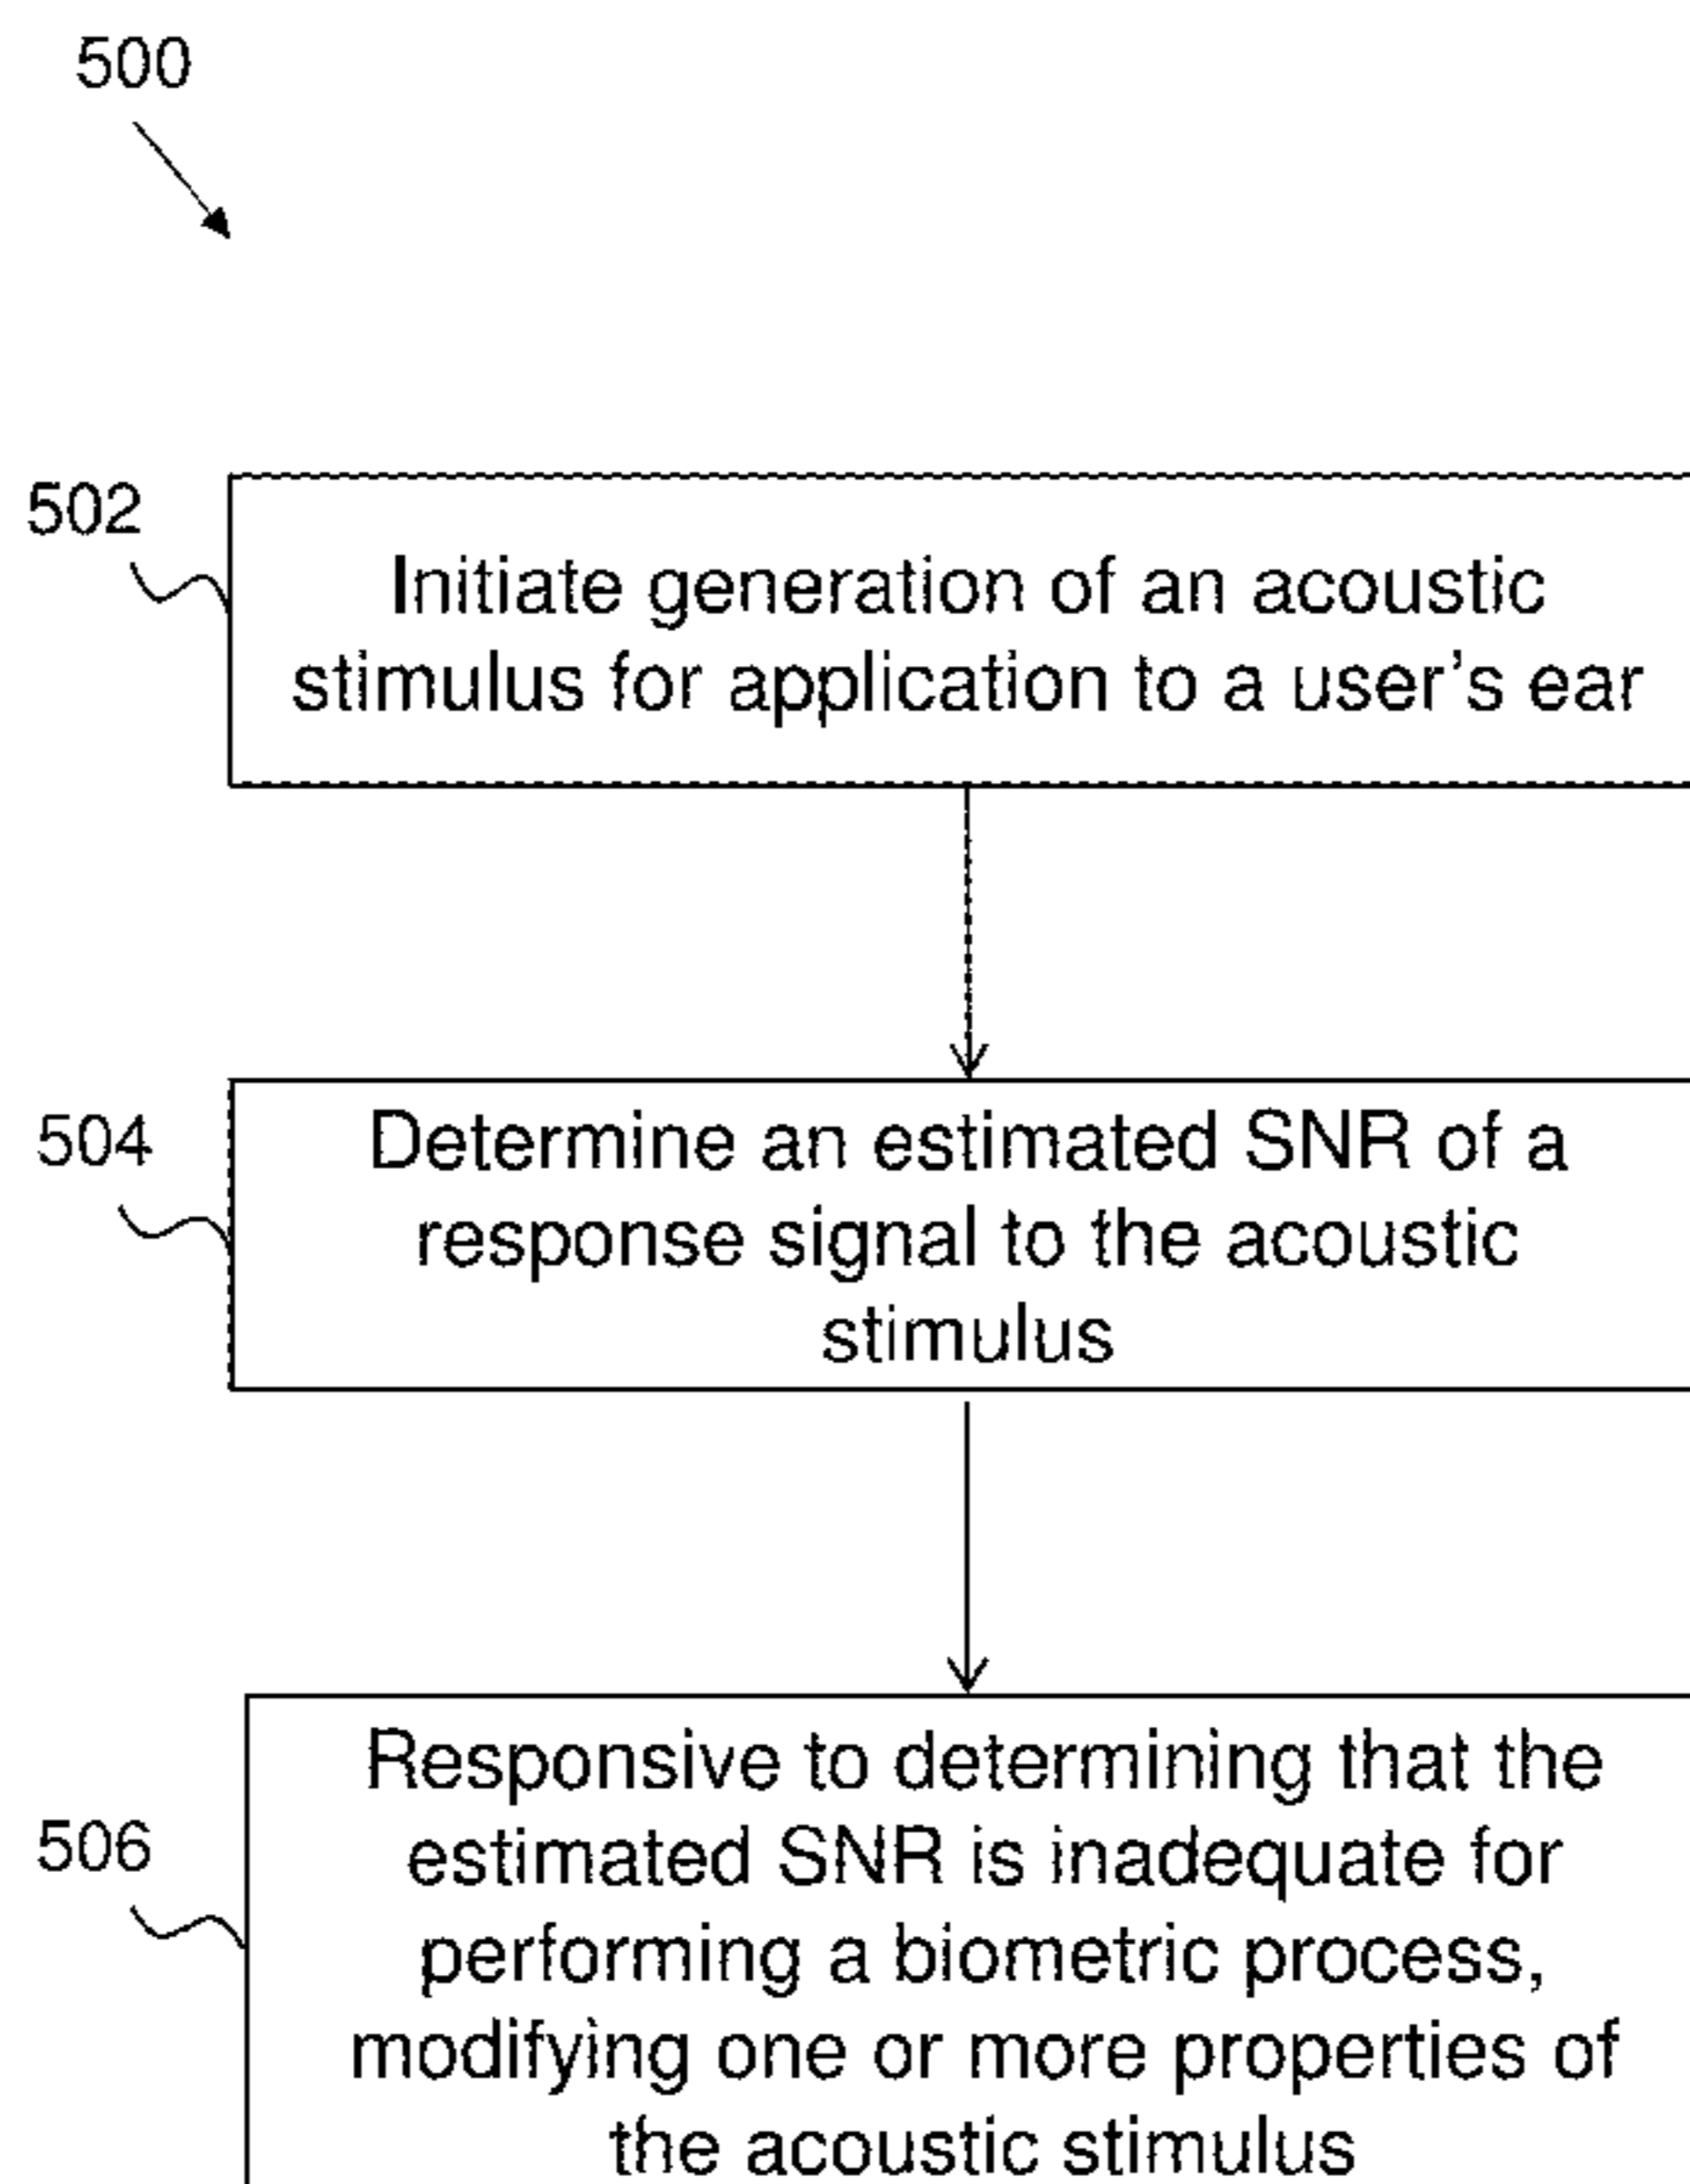 500
502
Initiate generation of an acoustic
stimulus for application to a user's ear
504
Determine an estimated SNR of a
response signal to the acoustic
stimulus
506
Responsive to determining that the
estimated SNR is inadequate for
performing a biometric process,
modifying one or more properties of
the acoustic stimulus